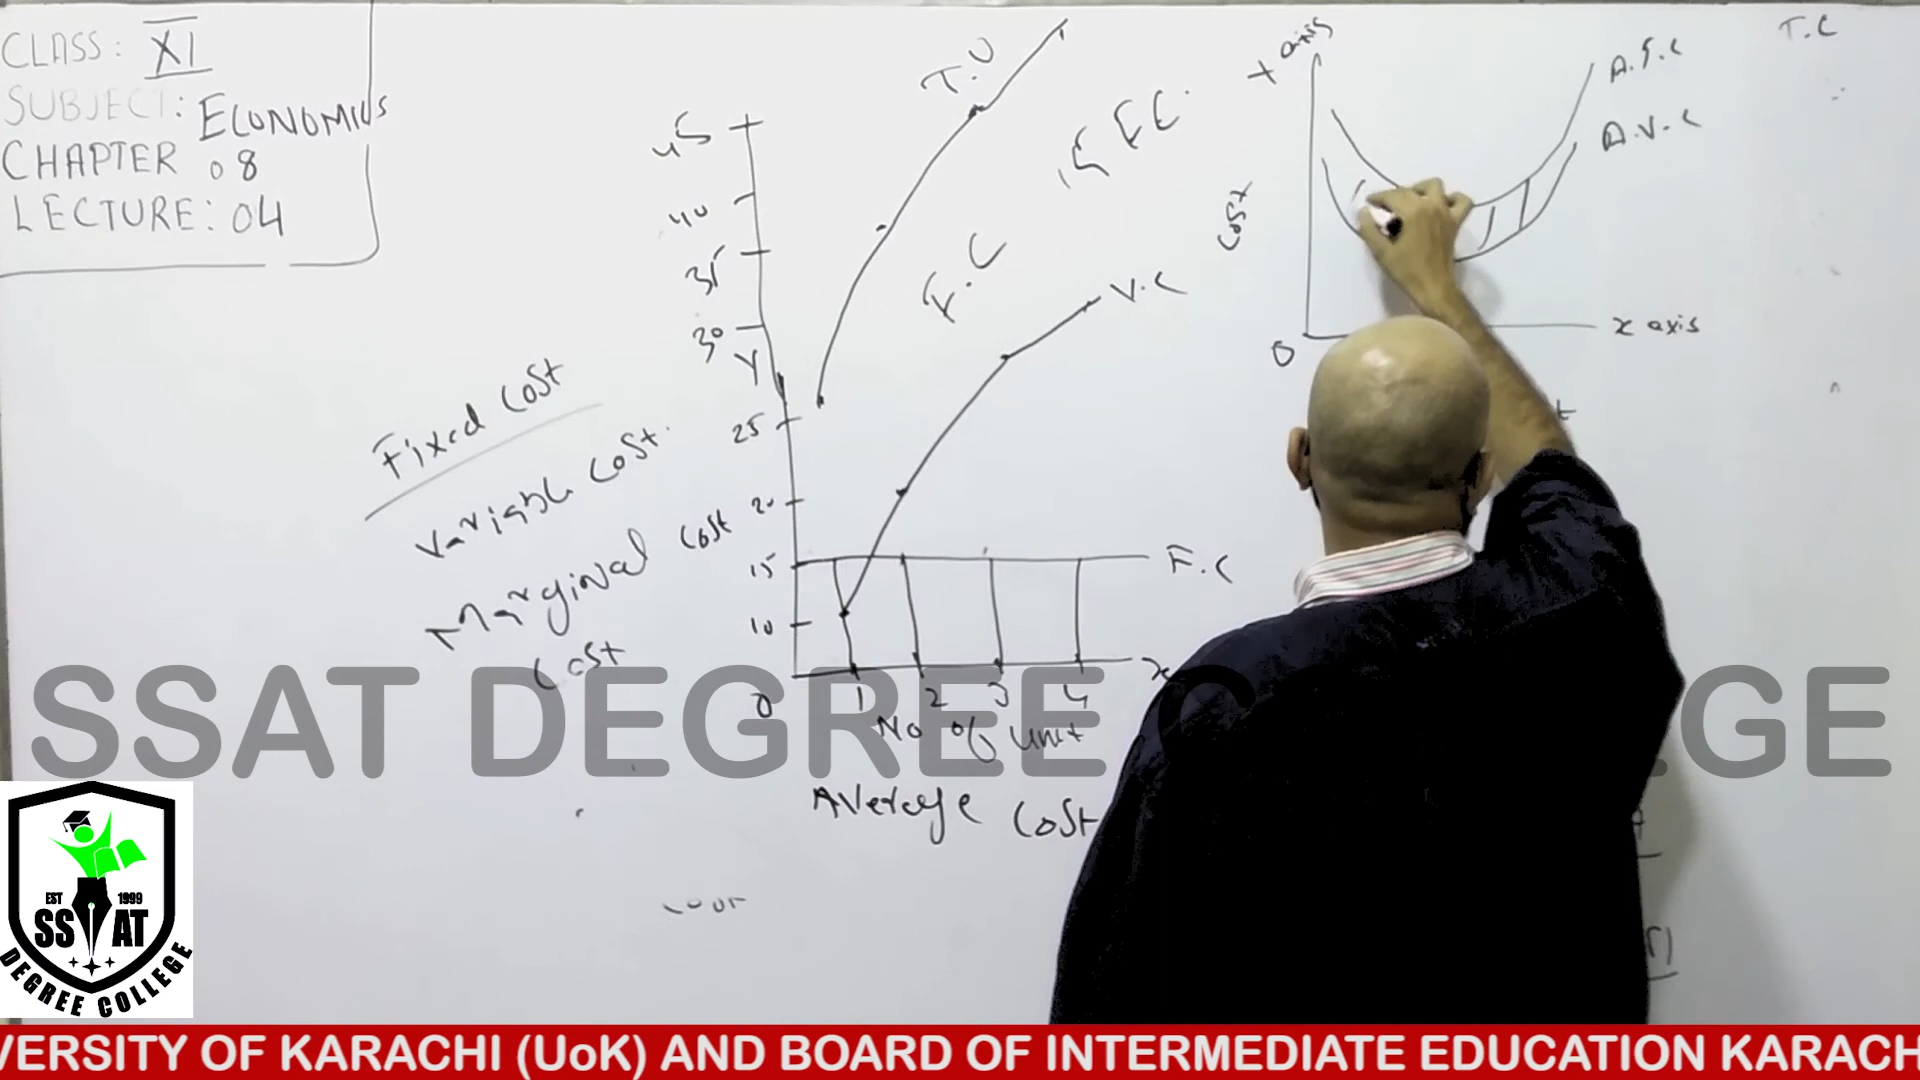 CLASS: XI
SUBJECT: ECONOMICS
CHAPTER 08
LECTURE: 04
Fixed Cost
Variable Cost
Marginal Cost
Cost
45
40
35
30
Y
25
20
15
10
0
1 2 3 4
x
No of unit
Average Cost
T.U
F.C
V.C
F.C
axis
Cost
0
x axis
A.V.C
T.C
SSAT DEGREE C GE
EST 1999
SSAT
DEGREE COLLEGE
VERSITY OF KARACHI (UoK) AND BOARD OF INTERMEDIATE EDUCATION KARACH